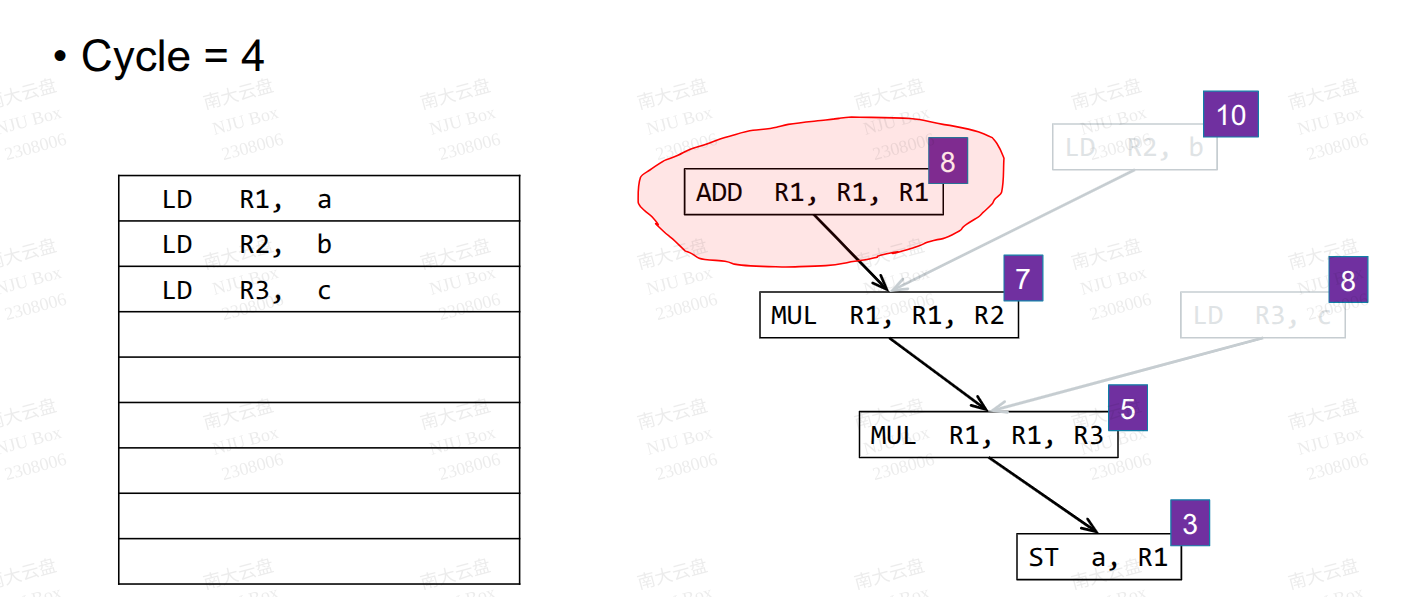 • Cycle = 4
LD R1, a
LD R2, b
LD R3, c
10
LD R2, b
8
ADD R1, R1, R1
7
MUL R1, R1, R2
8
LD R3, c
5
MUL R1, R1, R3
3
ST a, R1
南大云盘
NJU Box
2308006